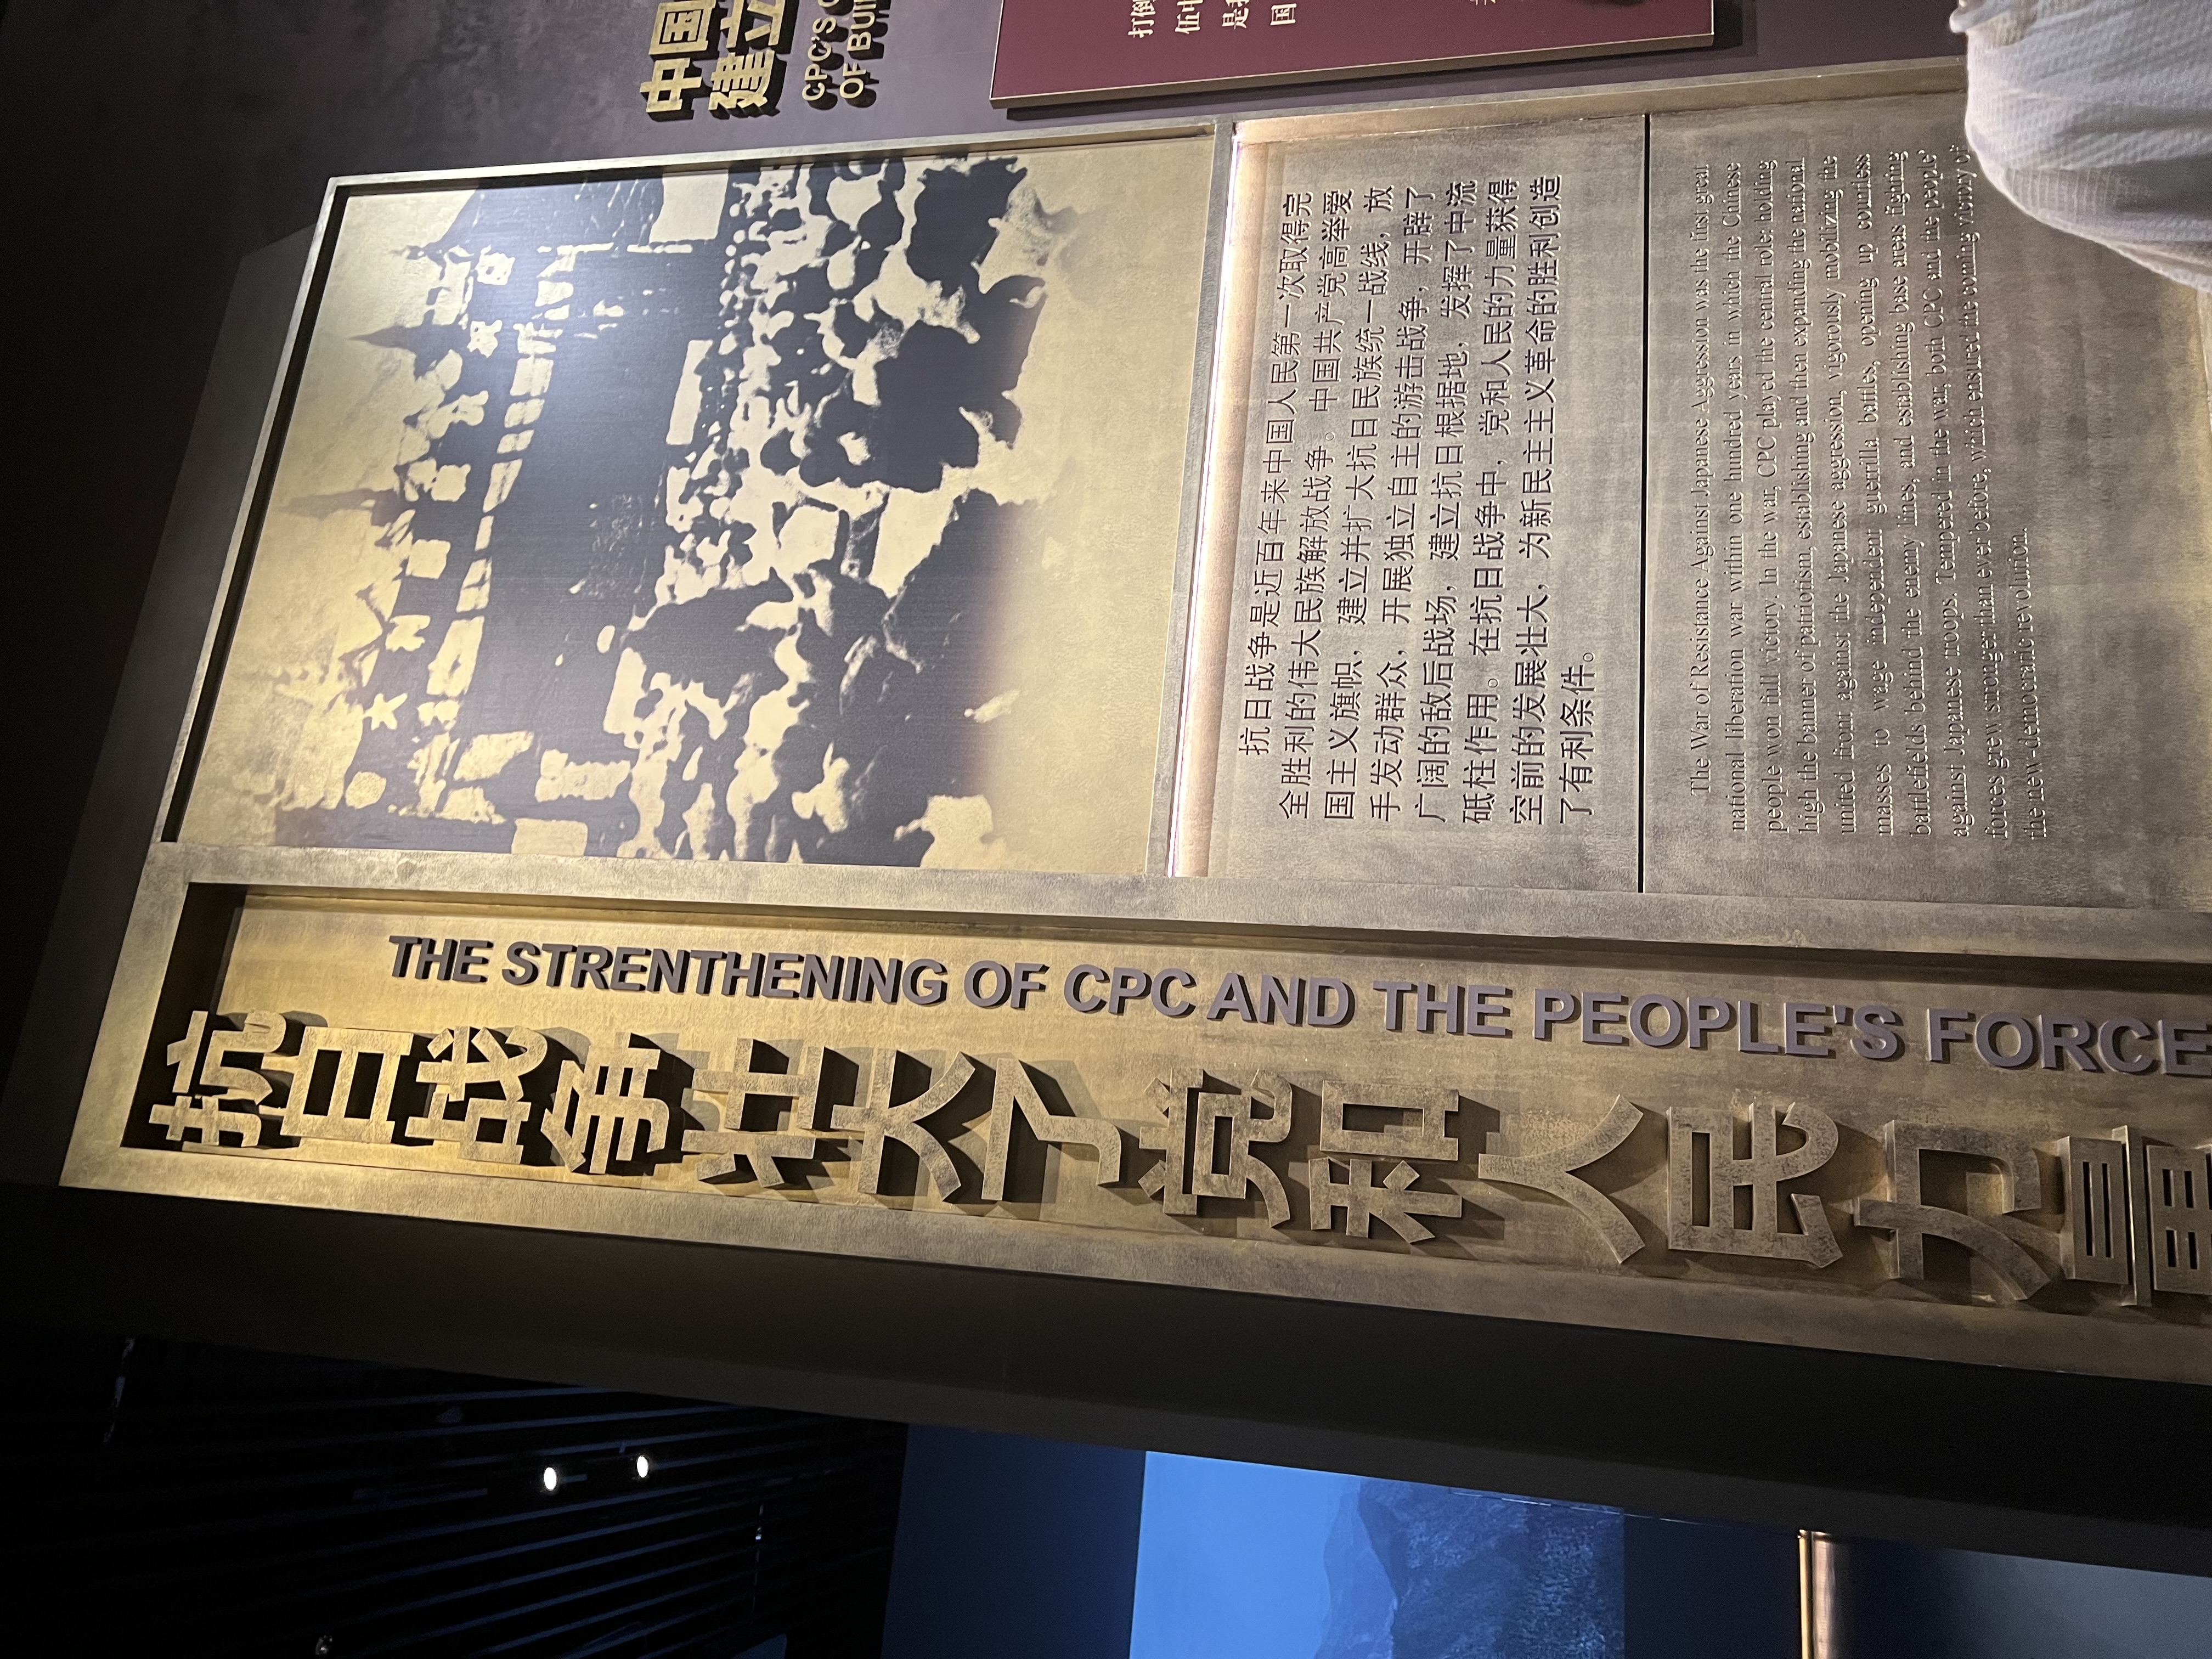 抗日战争壮大了党和人民力量
THE STRENTHENING OF CPC AND THE PEOPLE'S FORCE
抗日战争是近百年来中国人民第一次取得完
全胜利的伟大民族解放战争。中国共产党高举爱
国主义旗帜，建立并扩大抗日民族统一战线，放
手发动群众，开展独立自主的游击战争，开辟了
广阔的敌后战场，建立抗日根据地，发挥了中流
砥柱作用。在抗日战争中，党和人民的力量获得
空前的发展壮大，为新民主主义革命的胜利创造
了有利条件。
The War of Resistance Against Japanese Aggression was the first great
national liberation war within one hundred years in which the Chinese
people won full victory. In the war, CPC played the central role: holding
high the banner of patriotism, establishing and then expanding the national
united front against the Japanese aggression, vigorously mobilizing the
masses to wage independent guerrilla battles, opening up countless
battlefields behind the enemy lines, and establishing base areas fighting
against Japanese troops. Tempered in the war, both CPC and the people'
forces grew stronger than ever before, which ensured the coming victory of
the new-democratic revolution.
中国
建立
CPC'S
OF BUI
打倒
伍中
是我
国